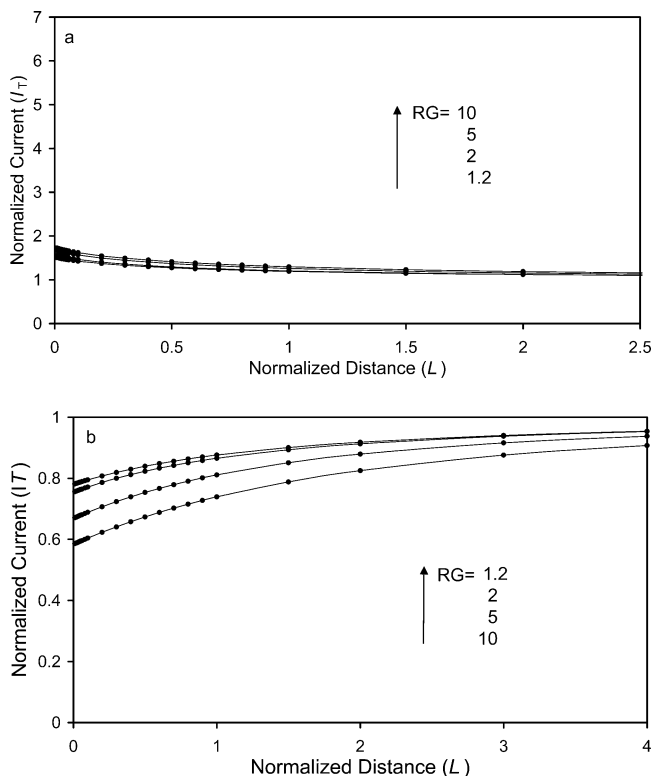 a
Normalized Current (I_T)
7
6
5
4
3
2
1
0
RG= 10
5
2
1.2
0 0.5 1 1.5 2 2.5
Normalized Distance (L)
b
Normalized Current (IT)
1
0.8
0.6
0.4
0.2
0
RG= 1.2
2
5
10
0 1 2 3 4
Normalized Distance (L)